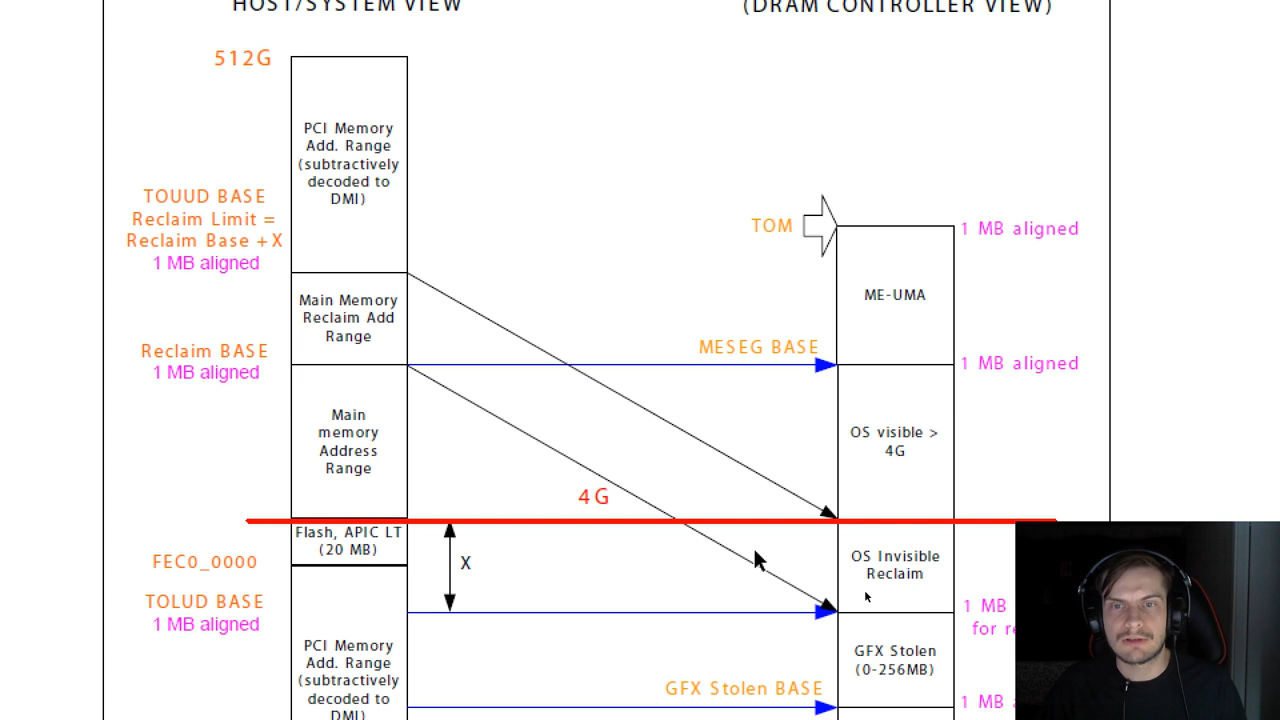 HOST/SYSTEM VIEW
(DRAM CONTROLLER VIEW)
512G
PCI Memory
Add. Range
(subtractively
decoded to
DMI)
TOUUD BASE
Reclaim Limit =
Reclaim Base +X
1 MB aligned
TOM
1 MB aligned
ME-UMA
Main Memory
Reclaim Add
Range
Reclaim BASE
1 MB aligned
MESEG BASE
1 MB aligned
Main
memory
Address
Range
OS visible >
4G
4G
Flash, APIC LT
(20 MB)
FEC0_0000
X
OS Invisible
Reclaim
TOLUD BASE
1 MB aligned
1 MB
for
PCI Memory
Add. Range
(subtractively
decoded to
DMI)
GFX Stolen
(0-256MB)
GFX Stolen BASE
1 MB